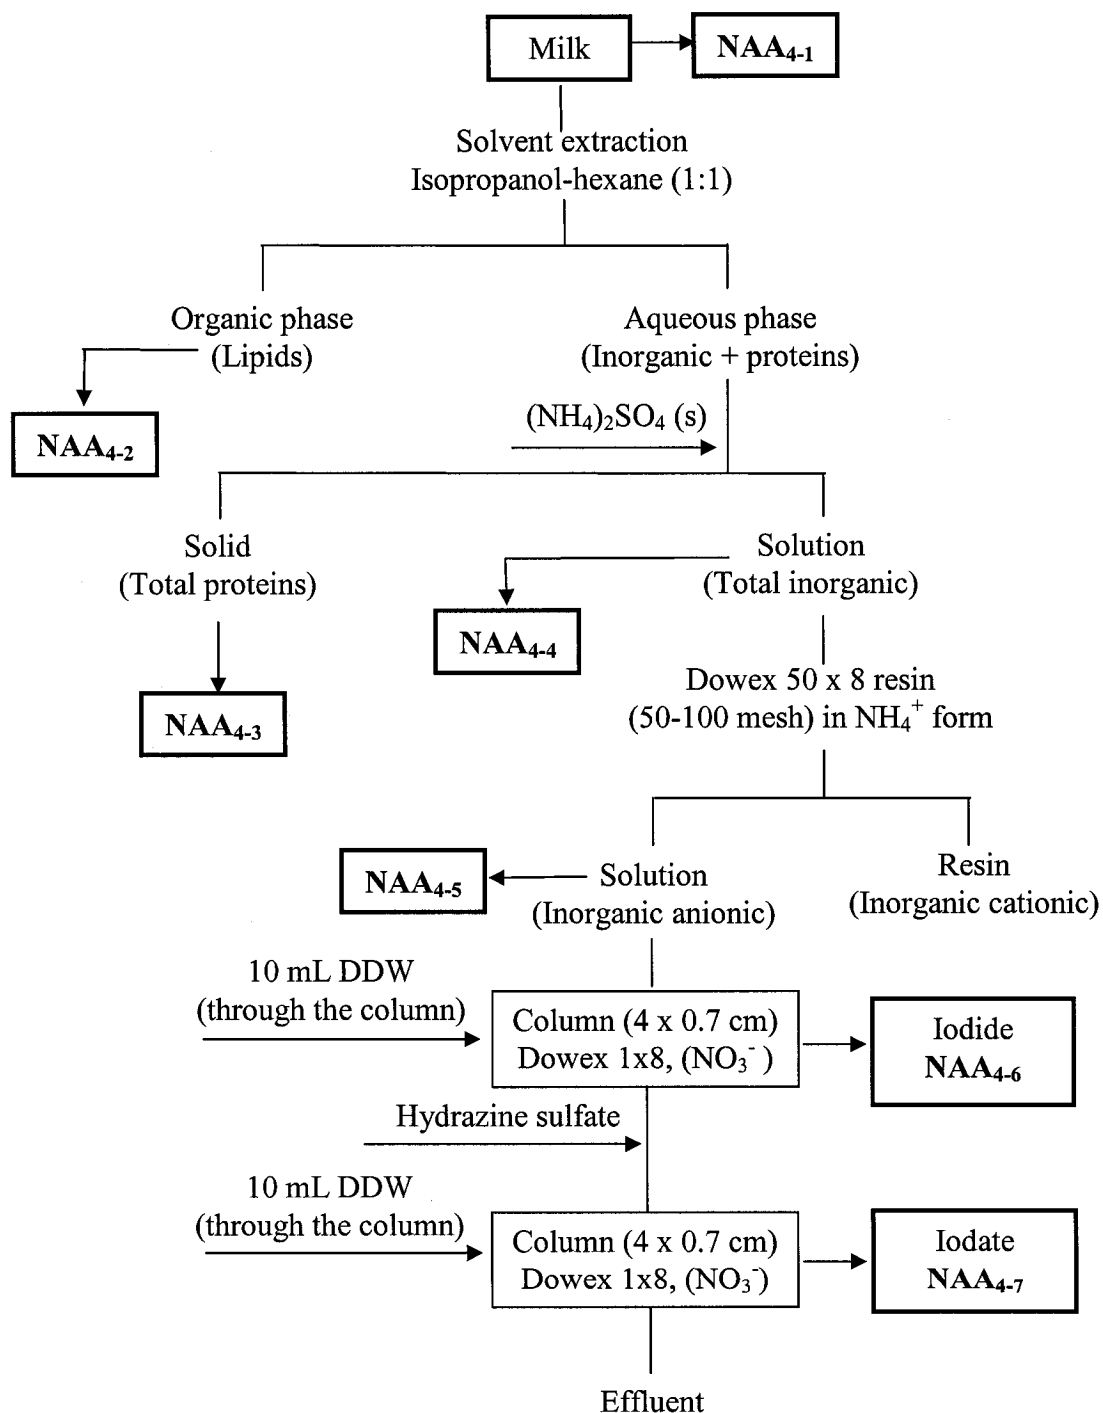 Milk
NAA4-1
Solvent extraction
Isopropanol-hexane (1:1)
Organic phase
(Lipids)
Aqueous phase
(Inorganic + proteins)
NAA4-2
(NH4)2SO4 (s)
Solid
(Total proteins)
Solution
(Total inorganic)
NAA4-4
NAA4-3
Dowex 50 x 8 resin
(50-100 mesh) in NH4+ form
NAA4-5
Solution
(Inorganic anionic)
Resin
(Inorganic cationic)
10 mL DDW
(through the column)
Column (4 x 0.7 cm)
Dowex 1x8, (NO3- )
Iodide
NAA4-6
Hydrazine sulfate
10 mL DDW
(through the column)
Column (4 x 0.7 cm)
Dowex 1x8, (NO3-)
Iodate
NAA4-7
Effluent